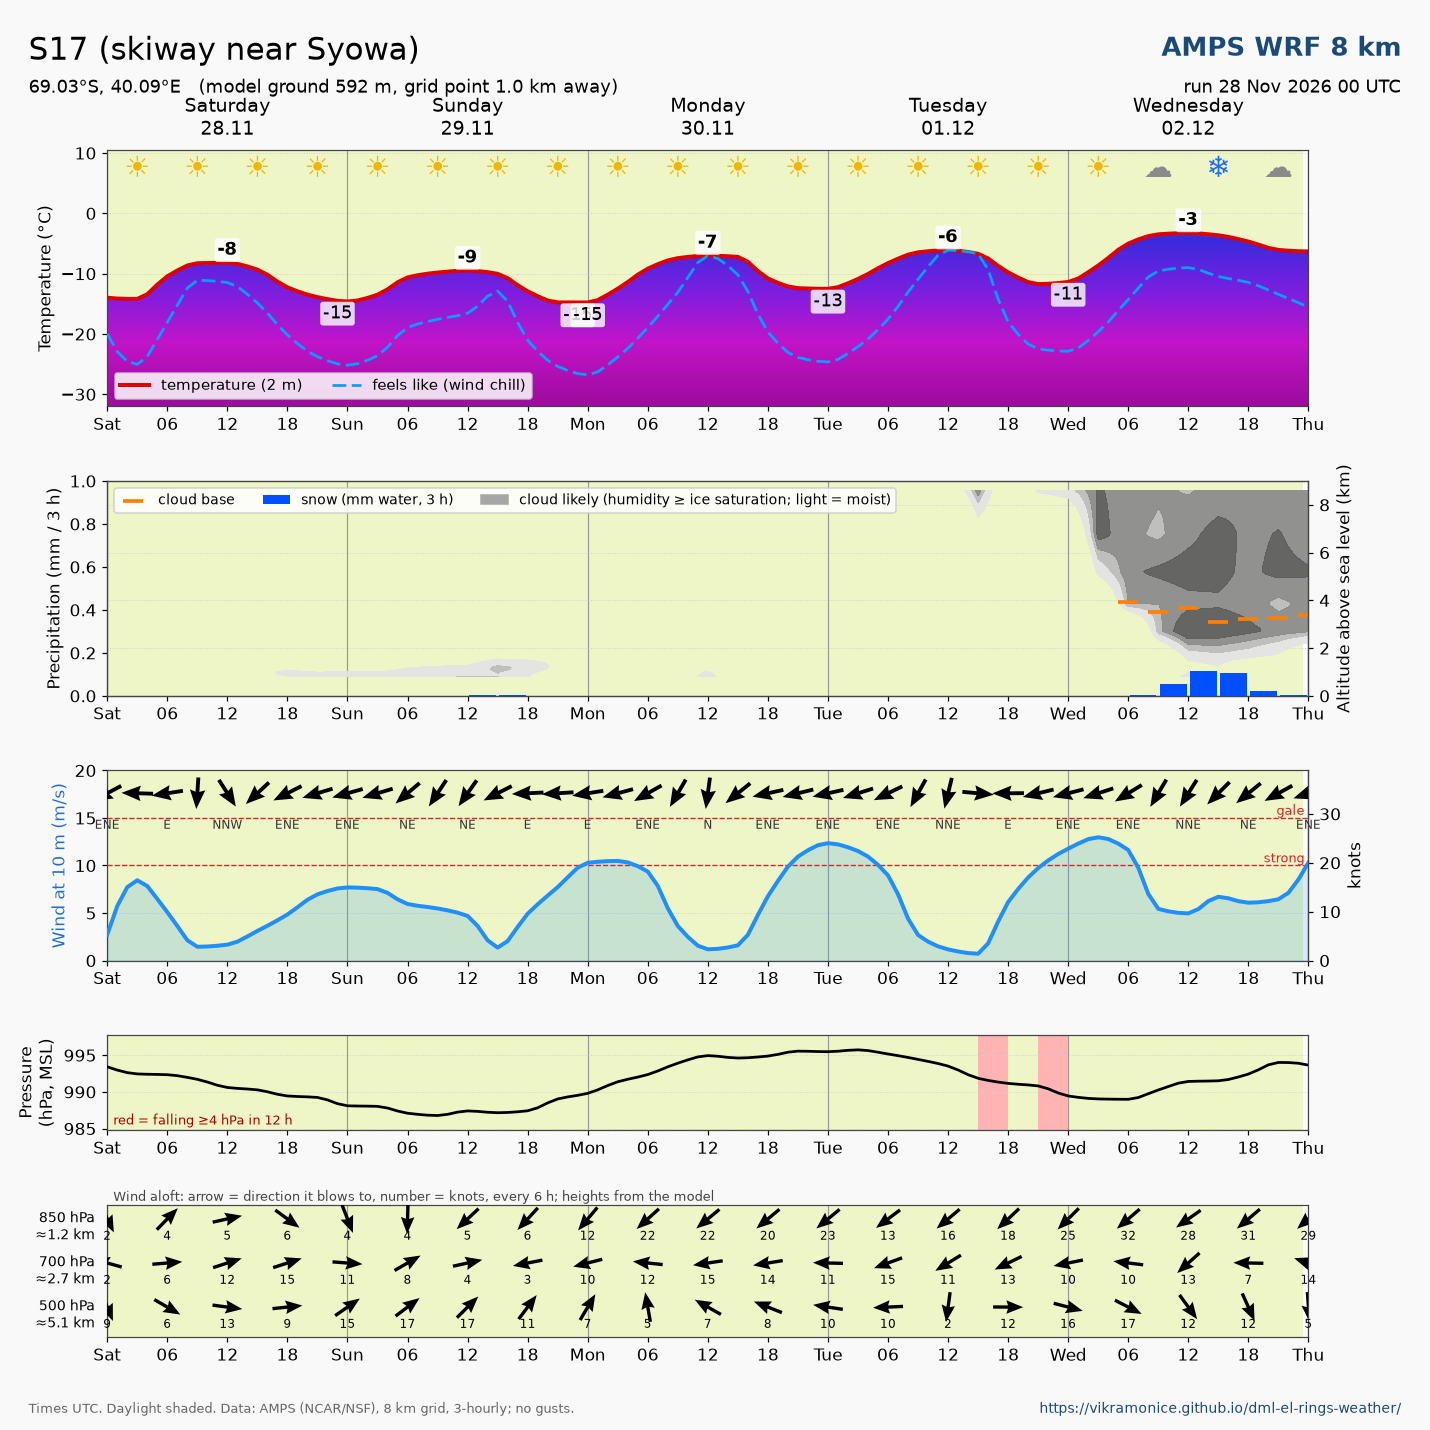 S17 (skiway near Syowa)
AMPS WRF 8 km
69.03°S, 40.09°E (model ground 592 m, grid point 1.0 km away)
run 28 Nov 2026 00 UTC
Saturday Sunday Monday Tuesday Wednesday
28.11 29.11 30.11 01.12 02.12
Temperature (°C)
10
0
−10
−20
−30
-8 -9 -7 -6 -3
-15 -15 -13 -11
temperature (2 m) feels like (wind chill)
Sat 06 12 18 Sun 06 12 18 Mon 06 12 18 Tue 06 12 18 Wed 06 12 18 Thu
Precipitation (mm / 3 h)
1.0
0.8
0.6
0.4
0.2
0.0
cloud base snow (mm water, 3 h) cloud likely (humidity ≥ ice saturation; light = moist)
8
6
4
2
0
Altitude above sea level (km)
Sat 06 12 18 Sun 06 12 18 Mon 06 12 18 Tue 06 12 18 Wed 06 12 18 Thu
Wind at 10 m (m/s)
20
15
10
5
0
gale
ENE E NNW ENE ENE NE NE E E ENE N ENE ENE ENE NNE E ENE ENE NNE NE ENE
strong
30
20
10
0
knots
Sat 06 12 18 Sun 06 12 18 Mon 06 12 18 Tue 06 12 18 Wed 06 12 18 Thu
Pressure
(hPa, MSL)
995
990
985
red = falling ≥4 hPa in 12 h
Sat 06 12 18 Sun 06 12 18 Mon 06 12 18 Tue 06 12 18 Wed 06 12 18 Thu
Wind aloft: arrow = direction it blows to, number = knots, every 6 h; heights from the model
850 hPa
≈1.2 km 2 4 5 6 4 4 5 6 12 22 22 20 23 13 16 18 25 32 28 31 29
700 hPa
≈2.7 km 2 6 12 15 11 8 4 3 10 12 15 14 11 15 11 13 10 10 13 7 14
500 hPa
≈5.1 km 9 6 13 9 15 17 17 11 7 5 7 8 10 10 2 12 16 17 12 12 5
Sat 06 12 18 Sun 06 12 18 Mon 06 12 18 Tue 06 12 18 Wed 06 12 18 Thu
Times UTC. Daylight shaded. Data: AMPS (NCAR/NSF), 8 km grid, 3-hourly; no gusts.
https://vikramonice.github.io/dml-el-rings-weather/